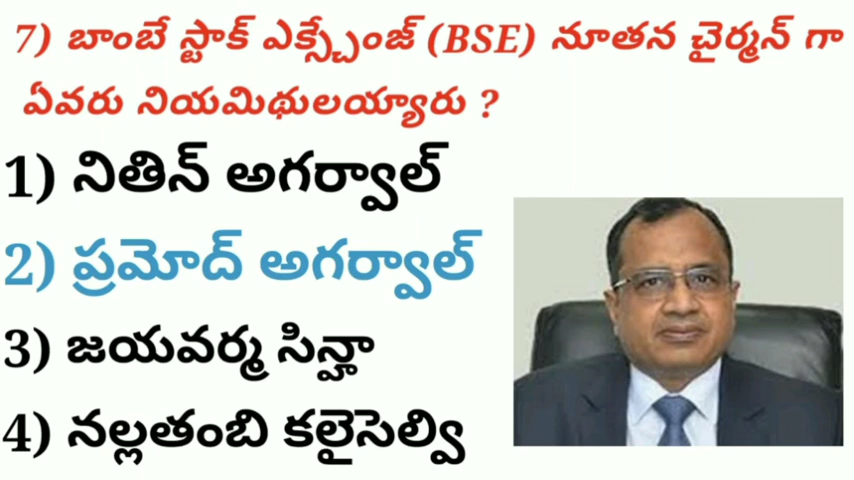 7) బాంబే స్టాక్ ఎక్స్చేంజ్ (BSE) నూతన చైర్మన్ గా
ఏవరు నియమిథులయ్యారు ?
1) నితిన్ అగర్వాల్
2) ప్రమోద్ అగర్వాల్
3) జయవర్మ సిన్హా
4) నల్లతంబి కలైసెల్వి